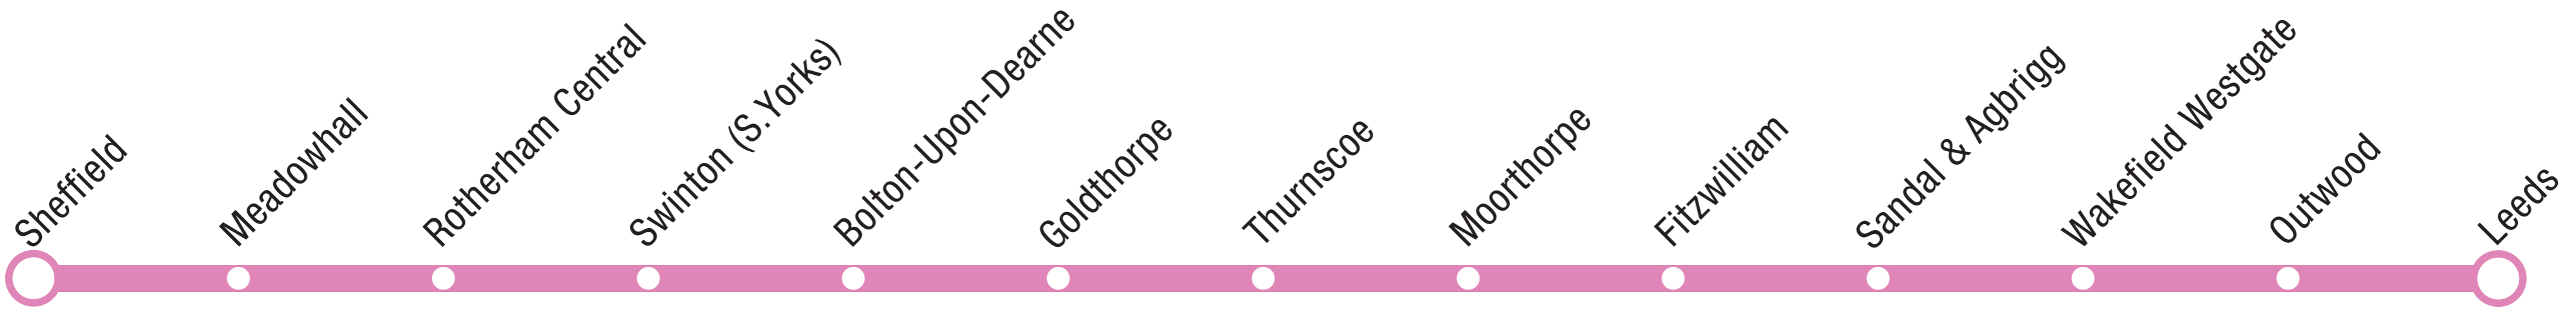 Sheffield
Meadowhall
Rotherham Central
Swinton (S.Yorks)
Bolton-Upon-Dearne
Goldthorpe
Thurnscoe
Moorthorpe
Fitzwilliam
Sandal & Agbrigg
Wakefield Westgate
Outwood
Leeds